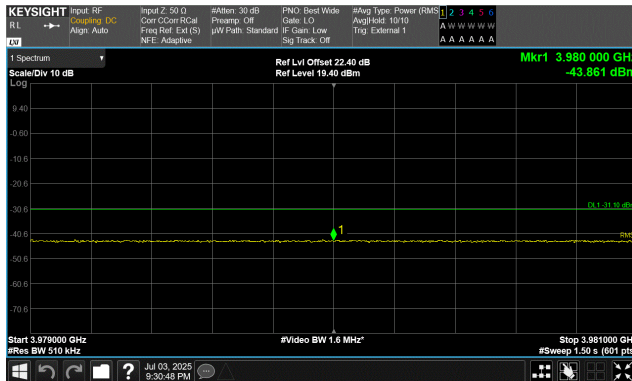 KEYSIGHT
RL
LXI
Input: RF
Coupling: DC
Align: Auto
Input Z: 50 Ω
Corr CCorr RCal
Freq Ref: Ext (S)
NFE: Adaptive
#Atten: 30 dB
Preamp: Off
µW Path: Standard
PNO: Best Wide
Gate: LO
IF Gain: Low
Sig Track: Off
#Avg Type: Power (RMS
Avg|Hold: 10/10
Trig: External 1
1 2 3 4 5 6
A W W W W W
A A A A A A
1 Spectrum
Scale/Div 10 dB
Ref Lvl Offset 22.40 dB
Ref Level 19.40 dBm
Mkr1 3.980 000 GHz
-43.861 dBm
Log
9.40
-0.60
-10.6
-20.6
-30.6
DL1 -31.10 dBm
-40.6
1
RMS
-50.6
-60.6
-70.6
Start 3.979000 GHz
#Video BW 1.6 MHz*
Stop 3.981000 GHz
#Res BW 510 kHz
#Sweep 1.50 s (601 pts)
?
Jul 03, 2025
9:30:48 PM